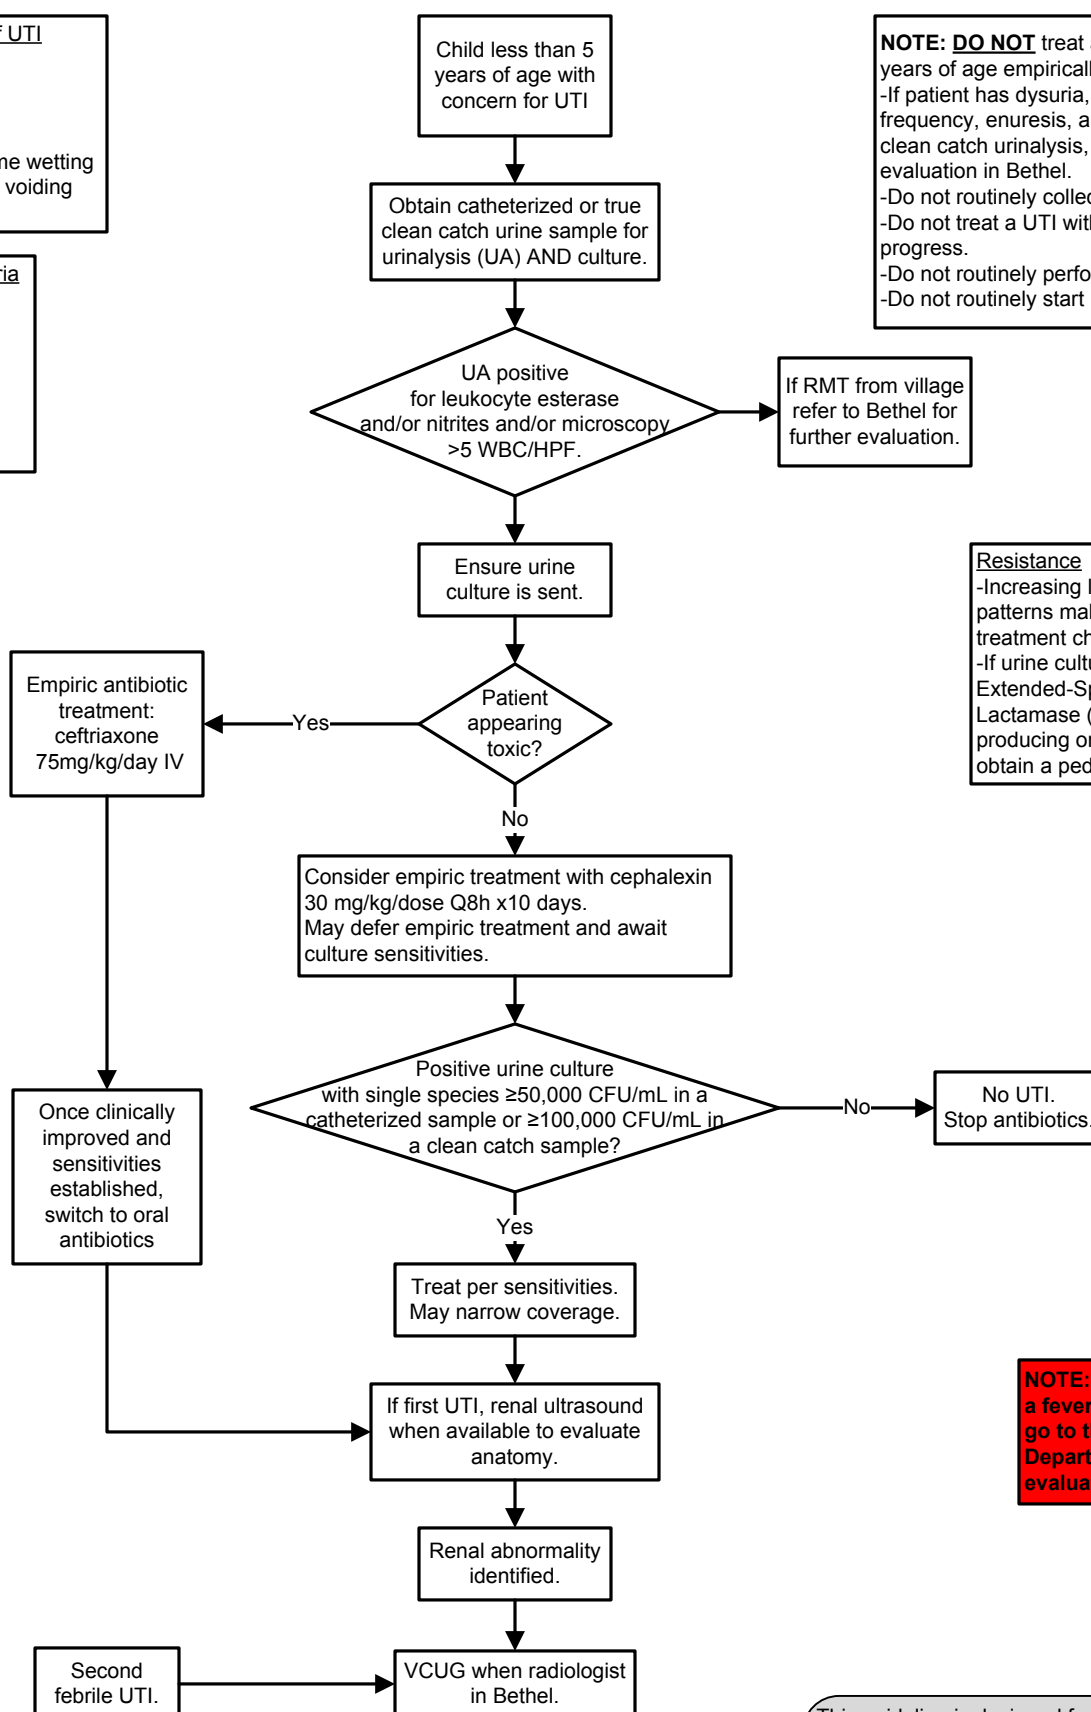 f UTI
me wetting
voiding
ria
Child less than 5
years of age with
concern for UTI
NOTE: DO NOT treat
years of age empirical
-If patient has dysuria,
frequency, enuresis, a
clean catch urinalysis,
evaluation in Bethel.
-Do not routinely collec
-Do not treat a UTI with
progress.
-Do not routinely perfo
-Do not routinely start
Obtain catheterized or true
clean catch urine sample for
urinalysis (UA) AND culture.
UA positive
for leukocyte esterase
and/or nitrites and/or microscopy
>5 WBC/HPF.
If RMT from village
refer to Bethel for
further evaluation.
Ensure urine
culture is sent.
Resistance
-Increasing
patterns mak
treatment ch
-If urine cultu
Extended-Sp
Lactamase (
producing or
obtain a ped
Patient
appearing
toxic?
Yes
Empiric antibiotic
treatment:
ceftriaxone
75mg/kg/day IV
No
Consider empiric treatment with cephalexin
30 mg/kg/dose Q8h x10 days.
May defer empiric treatment and await
culture sensitivities.
Positive urine culture
with single species ≥50,000 CFU/mL in a
catheterized sample or ≥100,000 CFU/mL in
a clean catch sample?
No
No UTI.
Stop antibiotics.
Once clinically
improved and
sensitivities
established,
switch to oral
antibiotics
Yes
Treat per sensitivities.
May narrow coverage.
If first UTI, renal ultrasound
when available to evaluate
anatomy.
NOTE:
a fever
go to t
Depart
evalua
Renal abnormality
identified.
Second
febrile UTI.
VCUG when radiologist
in Bethel.